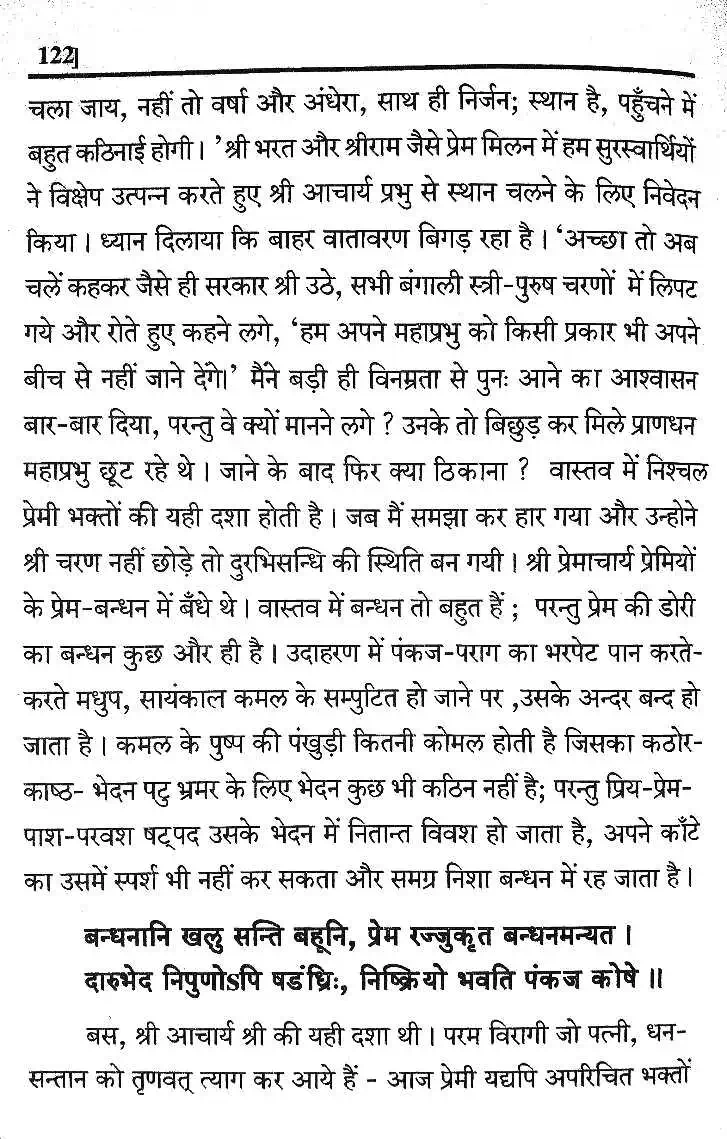 122]
चला जाय, नहीं तो वर्षा और अंधेरा, साथ ही निर्जन; स्थान है, पहुँचने में
बहुत कठिनाई होगी। 'श्री भरत और श्रीराम जैसे प्रेम मिलन में हम सुरस्वार्थियों
ने विक्षेप उत्पन्न करते हुए श्री आचार्य प्रभु से स्थान चलने के लिए निवेदन
किया। ध्यान दिलाया कि बाहर वातावरण बिगड़ रहा है। 'अच्छा तो अब
चलें कहकर जैसे ही सरकार श्री उठे, सभी बंगाली स्त्री-पुरुष चरणों में लिपट
गये और रोते हुए कहने लगे, 'हम अपने महाप्रभु को किसी प्रकार भी अपने
बीच से नहीं जाने देंगे।' मैंने बड़ी ही विनम्रता से पुनः आने का आश्वासन
बार-बार दिया, परन्तु वे क्यों मानने लगे ? उनके तो बिछुड़ कर मिले प्राणधन
महाप्रभु छूट रहे थे। जाने के बाद फिर क्या ठिकाना ? वास्तव में निश्चल
प्रेमी भक्तों की यही दशा होती है। जब मैं समझा कर हार गया और उन्होने
श्री चरण नहीं छोड़े तो दुरभिसन्धि की स्थिति बन गयी। श्री प्रेमाचार्य प्रेमियों
के प्रेम-बन्धन में बँधे थे। वास्तव में बन्धन तो बहुत हैं ; परन्तु प्रेम की डोरी
का बन्धन कुछ और ही है। उदाहरण में पंकज-पराग का भरपेट पान करते-
करते मधुप, सायंकाल कमल के सम्पुटित हो जाने पर ,उसके अन्दर बन्द हो
जाता है। कमल के पुष्प की पंखुड़ी कितनी कोमल होती है जिसका कठोर-
काष्ठ- भेदन पटु भ्रमर के लिए भेदन कुछ भी कठिन नहीं है; परन्तु प्रिय-प्रेम-
पाश-परवश षट्पद उसके भेदन में नितान्त विवश हो जाता है, अपने काँटे
का उसमें स्पर्श भी नहीं कर सकता और समग्र निशा बन्धन में रह जाता है।
बन्धनानि खलु सन्ति बहूनि, प्रेम रज्जुकृत बन्धनमन्यत।
दारुभेद निपुणोSपि षडंघ्रिः, निष्क्रियो भवति पंकज कोषे॥
बस, श्री आचार्य श्री की यही दशा थी। परम विरागी जो पत्नी, धन-
सन्तान को तृणवत् त्याग कर आये हैं - आज प्रेमी यद्यपि अपरिचित भक्तों